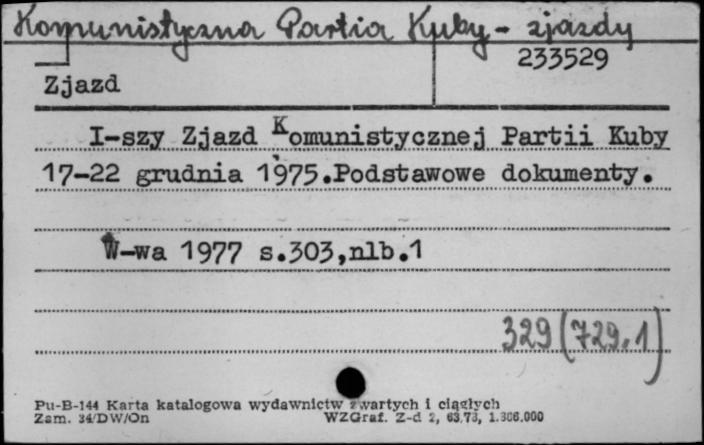 Komunistyczna Partia Kuby - zjazdy
233529
Zjazd
I-szy Zjazd Komunistycznej Partii Kuby
17-22 grudnia 1975.Podstawowe dokumenty.
W-wa 1977 s.303,nlb.1
329(729.1)
Pu-B-144 Karta katalogowa wydawnictw zwartych i ciągłych
Zam. 34/DW/On WZGraf. Z-d 2, 63.73, 1.306.000